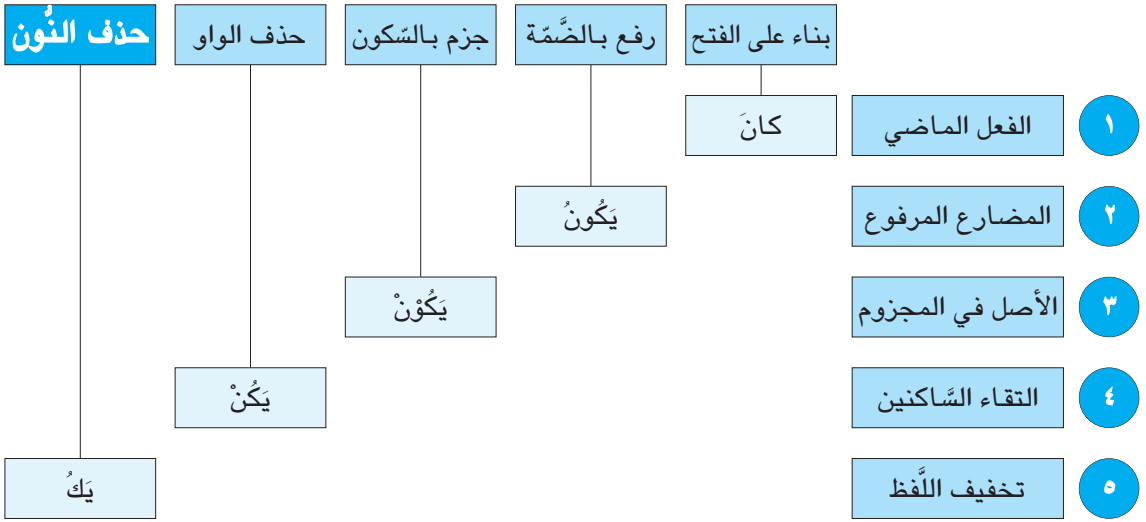 بناء على الفتح
رفع بالضَّمّة
جزم بالسّكون
حذف الواو
حذف النُّون
١ الفعل الماضي كانَ
٢ المضارع المرفوع يَكُونُ
٣ الأصل في المجزوم يَكُوْنْ
٤ التقاء السَّاكنين يَكُنْ
٥ تخفيف اللَّفظ يَكُ